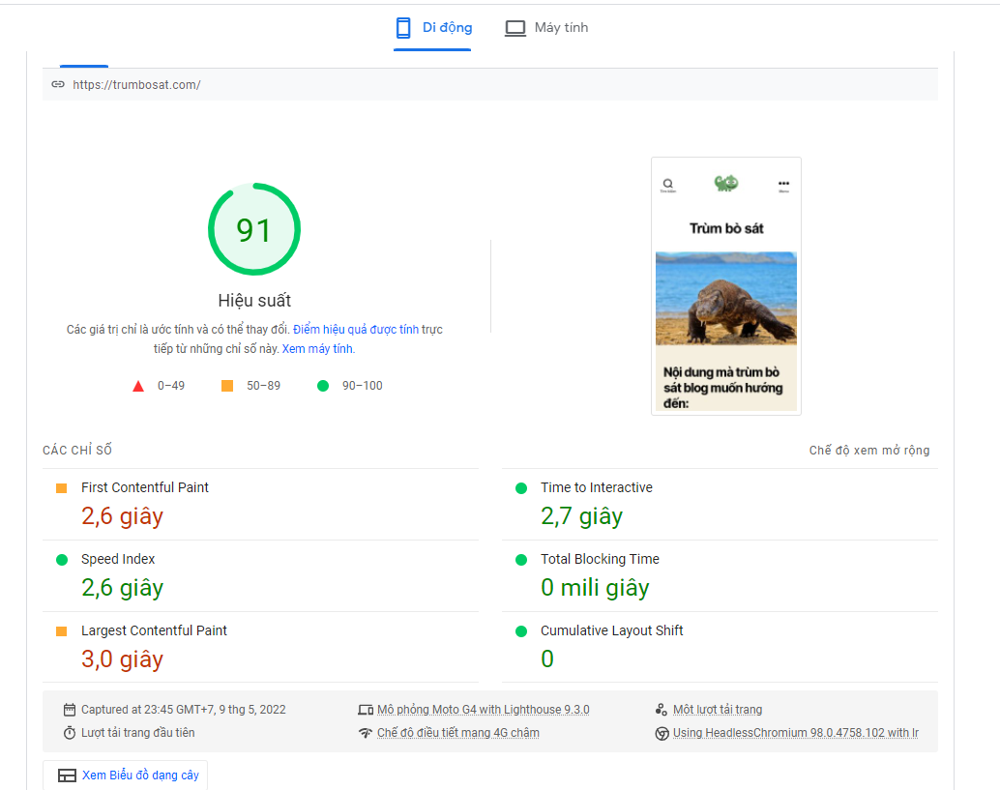 Di động
Máy tính
https://trumbosat.com/
91
Hiệu suất
Các giá trị chỉ là ước tính và có thể thay đổi. Điểm hiệu quả được tính trực
tiếp từ những chỉ số này. Xem máy tính.
0–49
50–89
90–100
Tìm kiếm
Menu
Trùm bò sát
Nội dung mà trùm bò
sát blog muốn hướng
đến:
CÁC CHỈ SỐ
Chế độ xem mở rộng
First Contentful Paint
2,6 giây
Time to Interactive
2,7 giây
Speed Index
2,6 giây
Total Blocking Time
0 mili giây
Largest Contentful Paint
3,0 giây
Cumulative Layout Shift
0
Captured at 23:45 GMT+7, 9 thg 5, 2022
Mô phỏng Moto G4 with Lighthouse 9.3.0
Một lượt tải trang
Lượt tải trang đầu tiên
Chế độ điều tiết mạng 4G chậm
Using HeadlessChromium 98.0.4758.102 with lr
Xem Biểu đồ dạng cây